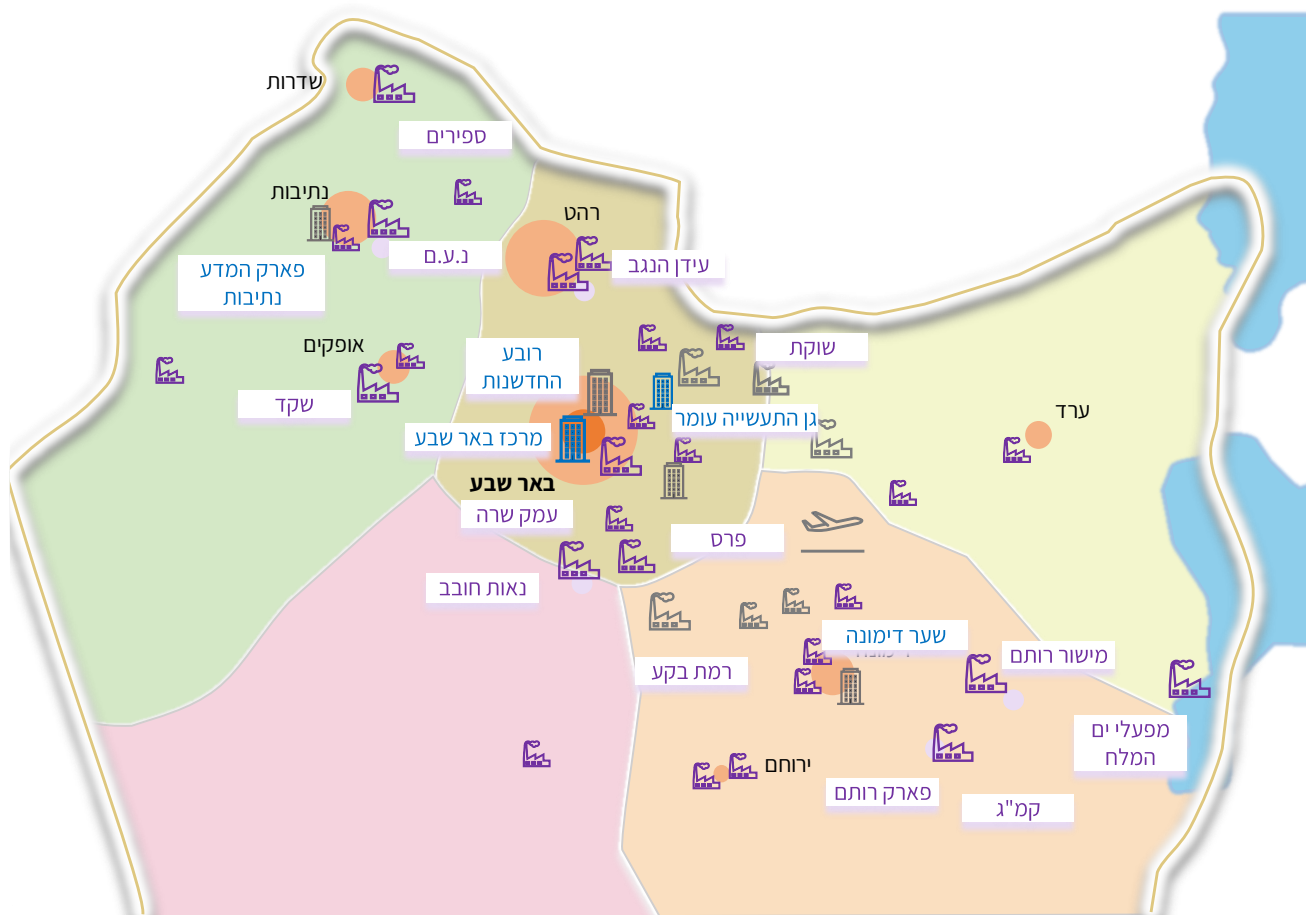 שדרות
ספירים
נתיבות
רהט
נ.ע.ם
עידן הנגב
פארק המדע
נתיבות
אופקים
רובע
החדשנות
שוקת
שקד
ערד
גן התעשייה עומר
מרכז באר שבע
באר שבע
עמק שרה
פרס
נאות חובב
שער דימונה
מישור רותם
רמת בקע
מפעלי ים
המלח
ירוחם
פארק רותם
קמ"ג